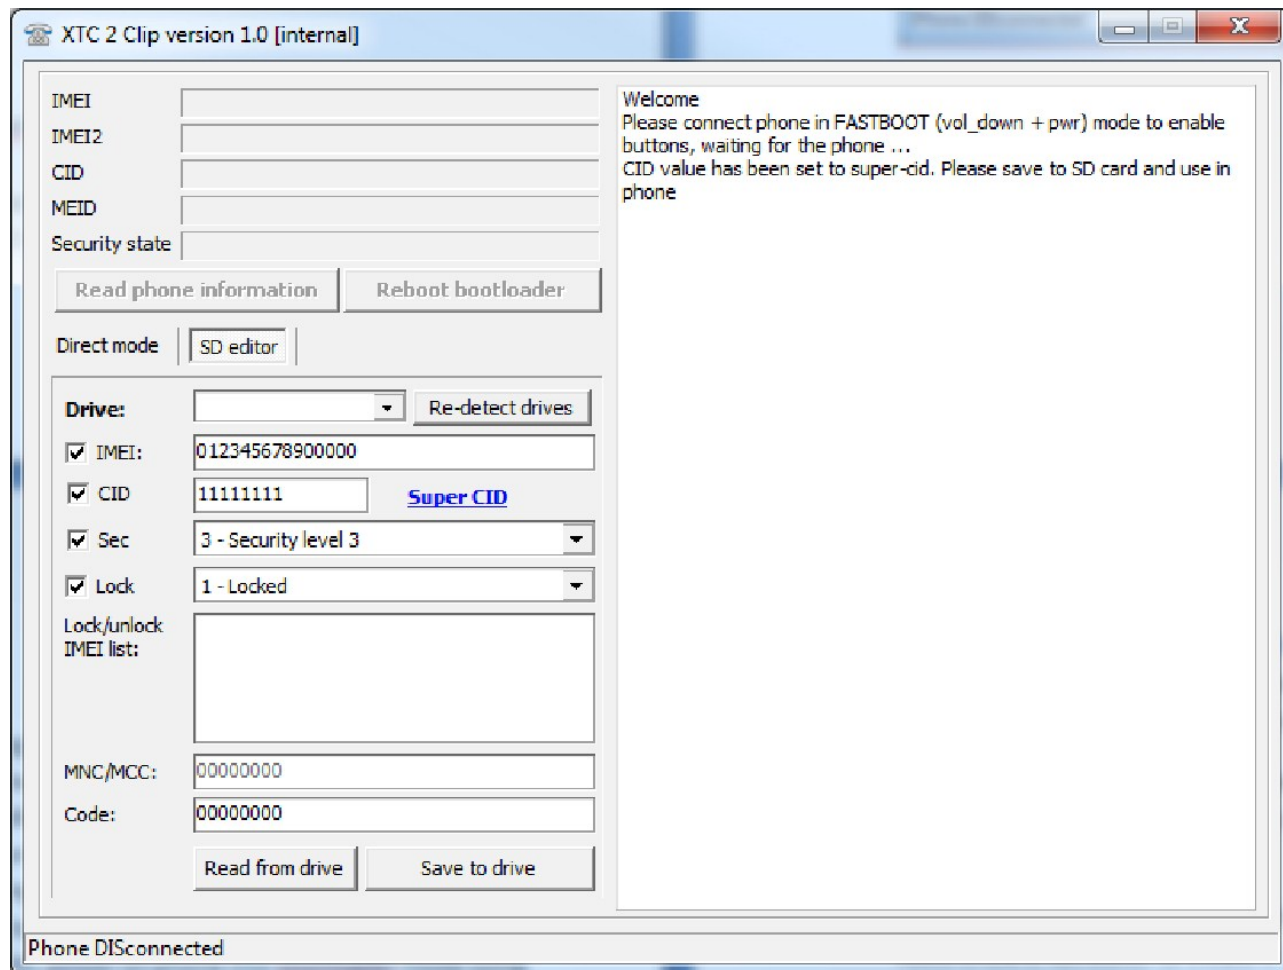 XTC 2 Clip version 1.0 [internal]
IMEI
IMEI2
CID
MEID
Security state
Read phone information
Reboot bootloader
Direct mode
SD editor
Drive:
Re-detect drives
IMEI:
012345678900000
CID
11111111
Super CID
Sec
3 - Security level 3
Lock
1 - Locked
Lock/unlock
IMEI list:
MNC/MCC:
00000000
Code:
00000000
Read from drive
Save to drive
Welcome
Please connect phone in FASTBOOT (vol_down + pwr) mode to enable
buttons, waiting for the phone ...
CID value has been set to super-cid. Please save to SD card and use in
phone
Phone DISconnected